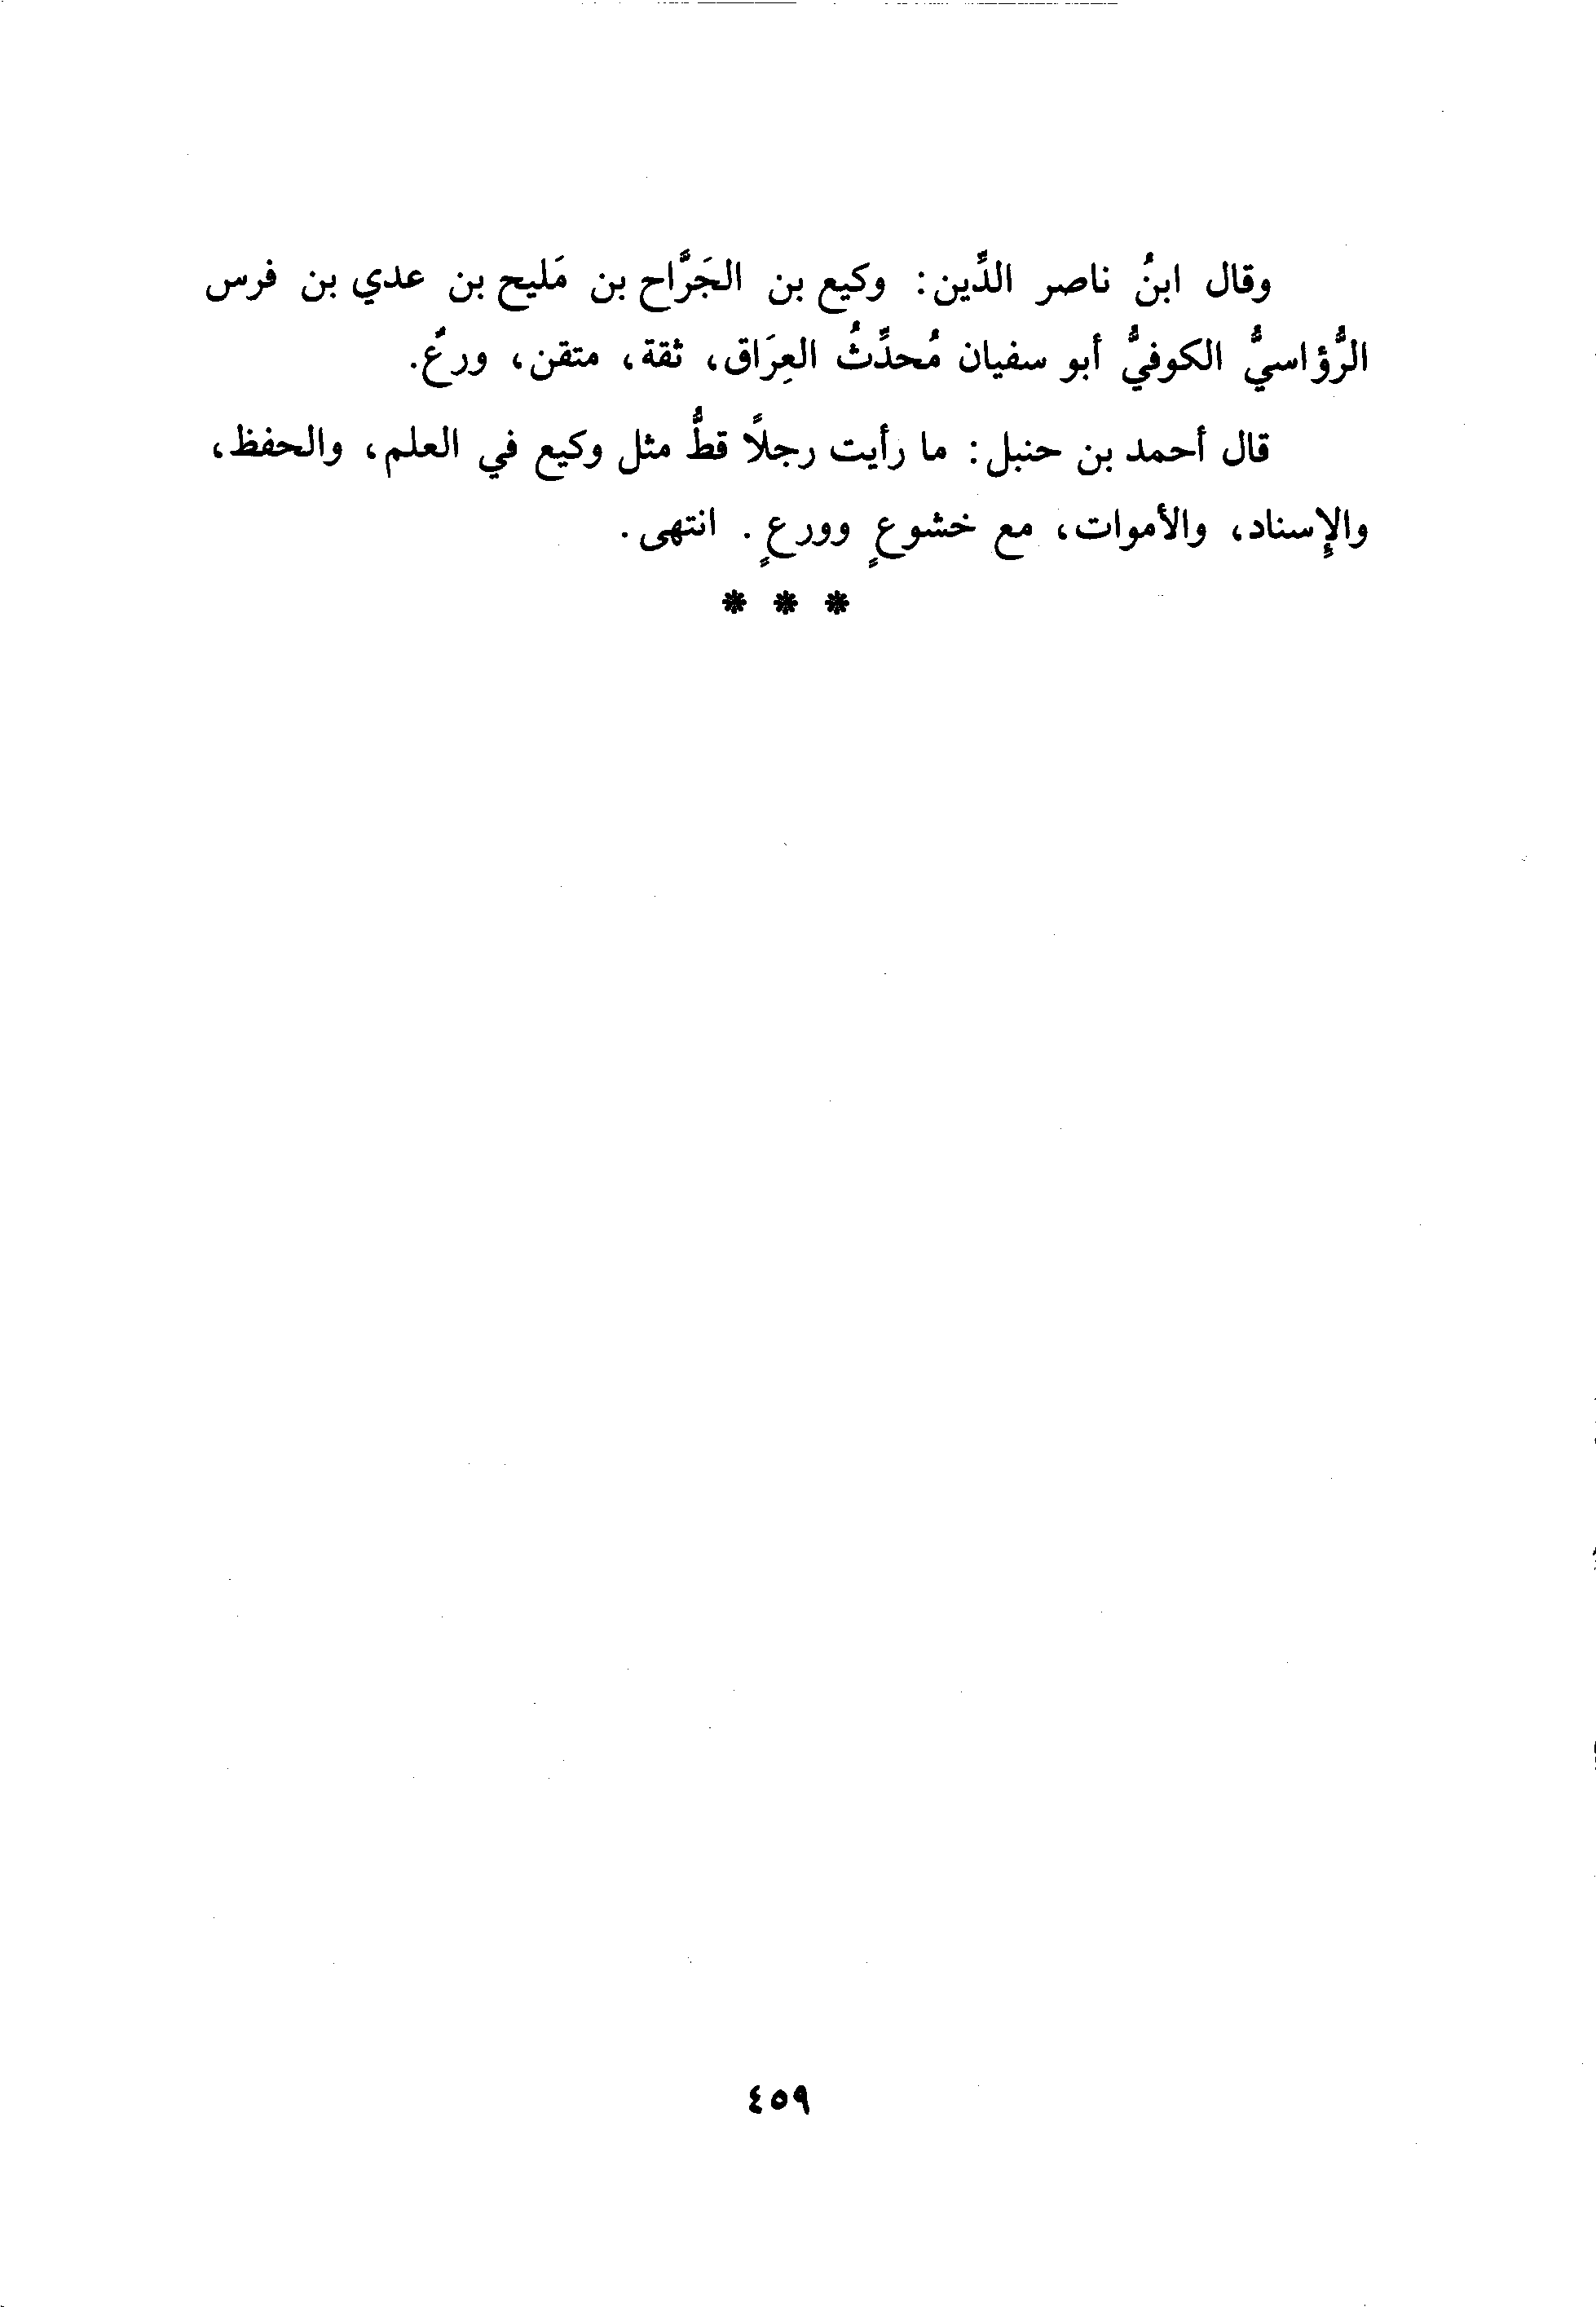 وقال ابنُ ناصر الدِّين: وكيع بن الجَرَّاح بن مَليح بن عدي بن فرس
الرُّؤاسيُّ الكوفيُّ أبو سفيان مُحدِّثُ العِرَاق، ثقة، متقن، ورعٌ.
قال أحمد بن حنبل: ما رأيت رجلاً قطُّ مثل وكيع في العلم، والحفظ،
والإِسنادِ، والأموات، مع خشوعٍ وورعٍ. انتهى.
* * *
٤٥٩